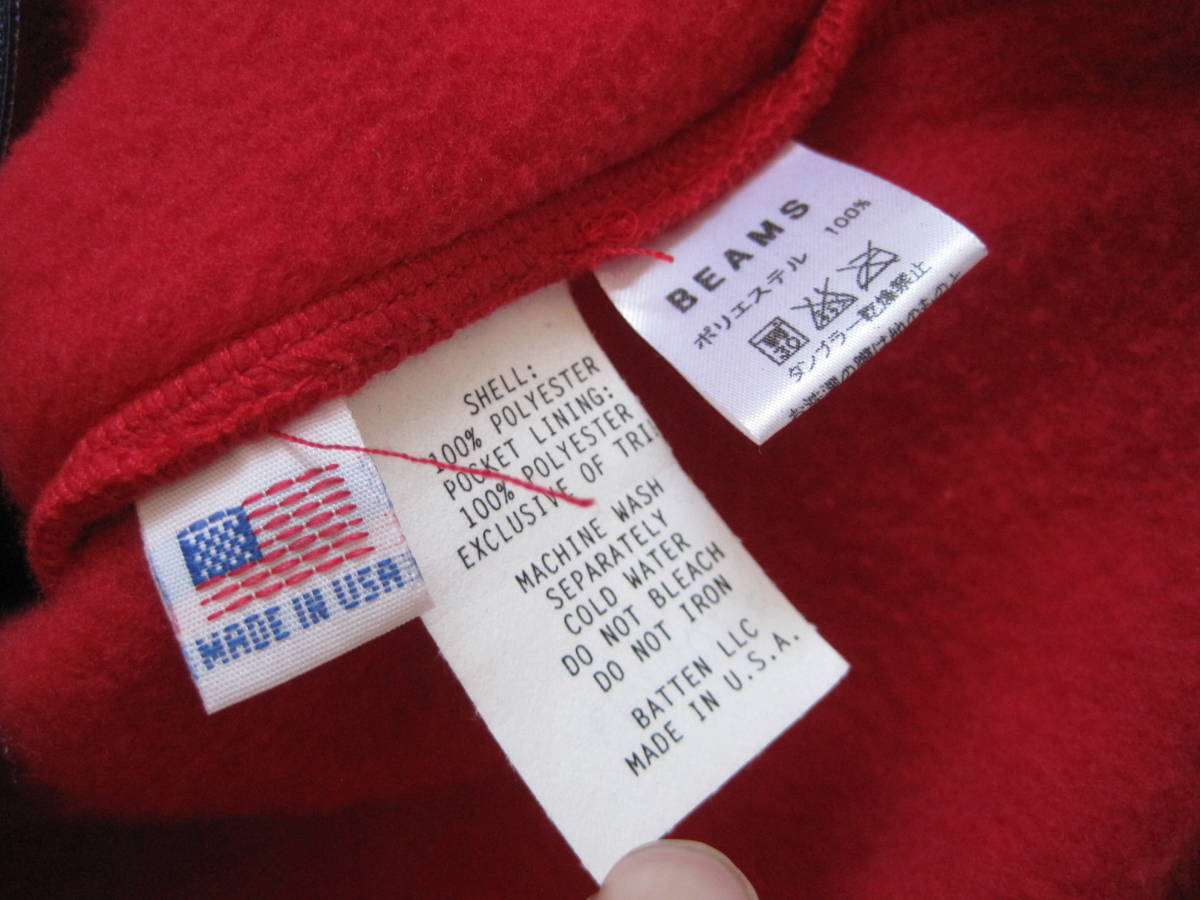 MADE IN USA
SHELL:
100% POLYESTER
POCKET LINING:
100% POLYESTER
EXCLUSIVE OF
MACHINE WASH
SEPARATELY
COLD WATER
DO NOT BLEACH
DO NOT IRON
BATTEN LLC
MADE IN U.S.A.
BEAMS
ポリエステル 100%
30
タンブラー乾燥禁止